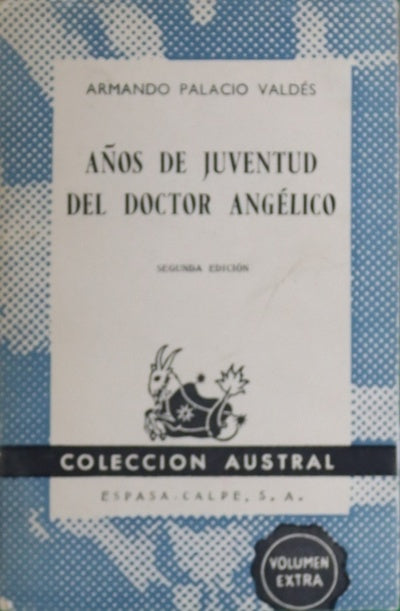 ARMANDO PALACIO VALDÉS
AÑOS DE JUVENTUD
DEL DOCTOR ANGÉLICO
SEGUNDA EDICIÓN
COLECCION AUSTRAL
ESPASA-CALPE, S. A.
VOLUMEN
EXTRA